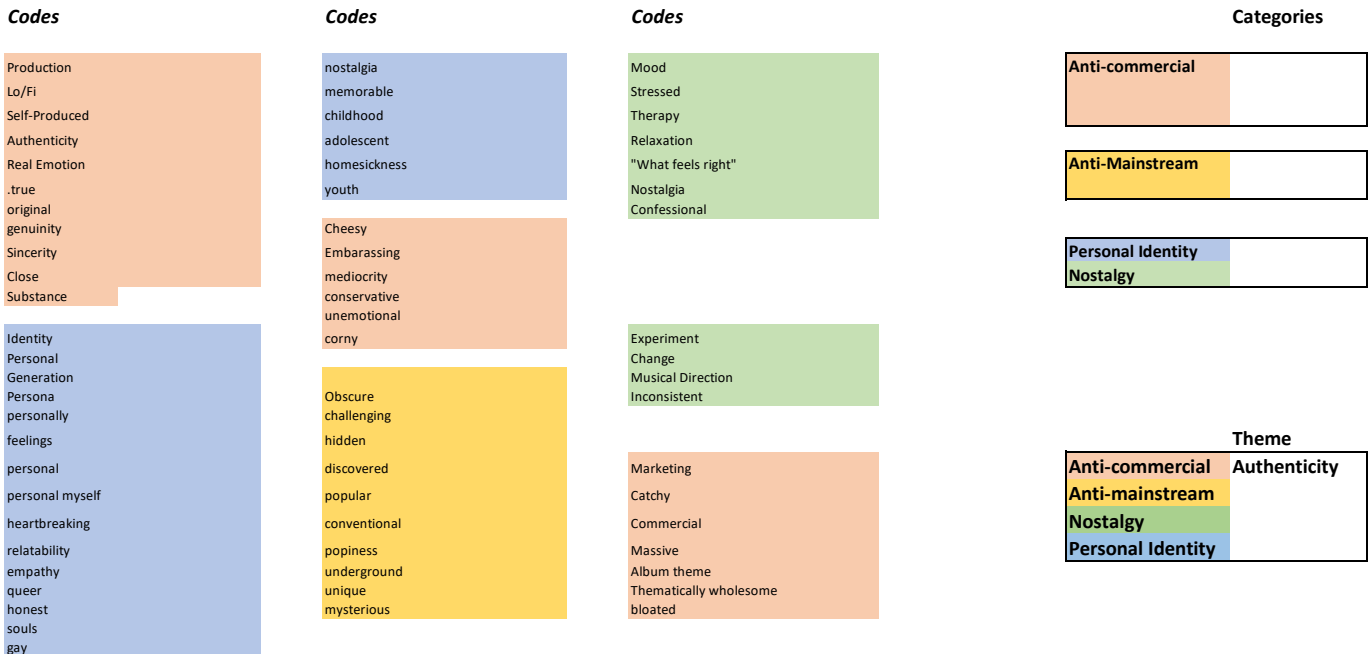 Codes
Production
Lo/Fi
Self-Produced
Authenticity
Real Emotion
.true
original
genuinity
Sincerity
Close
Substance
Identity
Personal
Generation
Persona
personally
feelings
personal
personal myself
heartbreaking
relatability
empathy
queer
honest
souls
gay
Codes
nostalgia
memorable
childhood
adolescent
homesickness
youth
Cheesy
Embarassing
mediocrity
conservative
unemotional
corny
Obscure
challenging
hidden
discovered
popular
conventional
popiness
underground
unique
mysterious
Codes
Mood
Stressed
Therapy
Relaxation
"What feels right"
Nostalgia
Confessional
Experiment
Change
Musical Direction
Inconsistent
Marketing
Catchy
Commercial
Massive
Album theme
Thematically wholesome
bloated
Categories
Anti-commercial
Anti-Mainstream
Personal Identity
Nostalgy
Theme
Anti-commercial Authenticity
Anti-mainstream
Nostalgy
Personal Identity